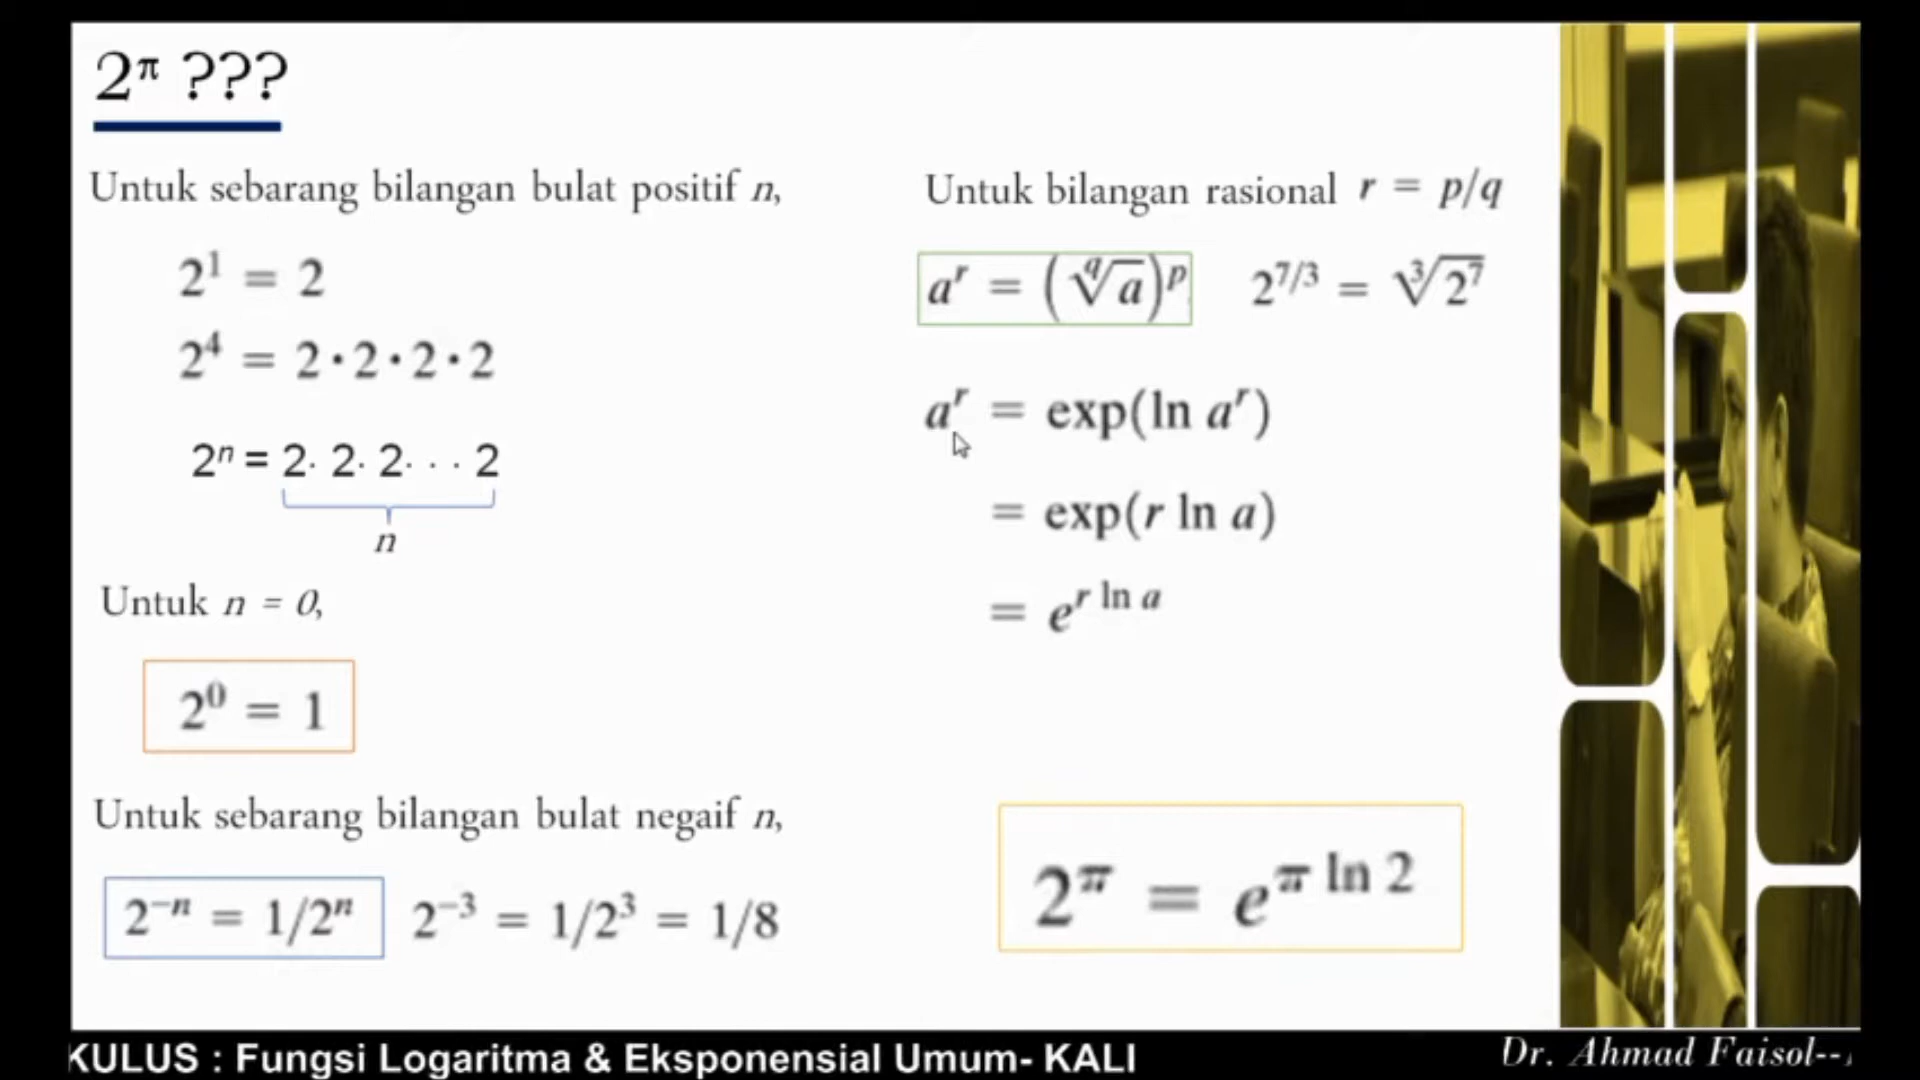 2^π ???
Untuk sebarang bilangan bulat positif n,
2^1 = 2
2^4 = 2·2·2·2
2^n = 2· 2· 2· · · 2
n
Untuk n = 0,
2^0 = 1
Untuk sebarang bilangan bulat negaif n,
2^−n = 1/2^n 2^−3 = 1/2^3 = 1/8
Untuk bilangan rasional r = p/q
a^r = (q√a)^p 2^7/3 = ∛2^7
a^r = exp(ln a^r)
= exp(r ln a)
= e^r ln a
2^π = e^π ln 2
KULUS : Fungsi Logaritma & Eksponensial Umum- KALI
Dr. Ahmad Faisol--